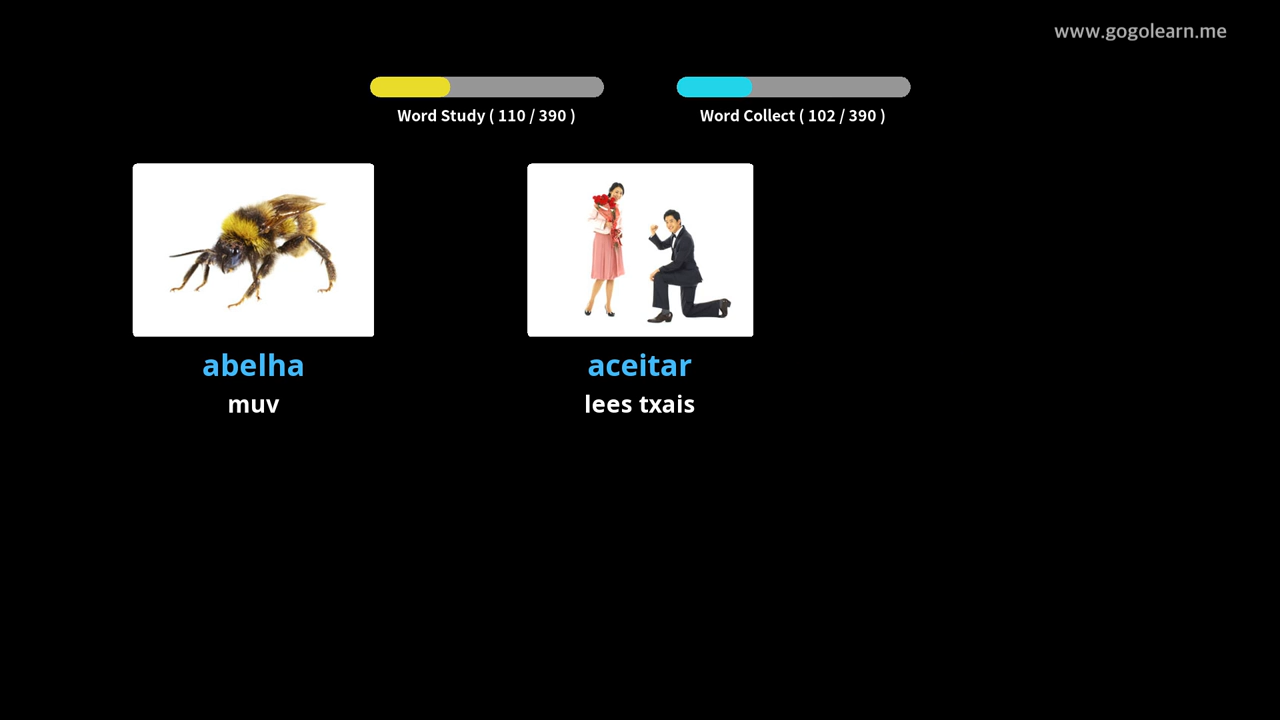 www.gogolearn.me
Word Study ( 110 / 390 )
Word Collect ( 102 / 390 )
abelha
muv
aceitar
lees txais